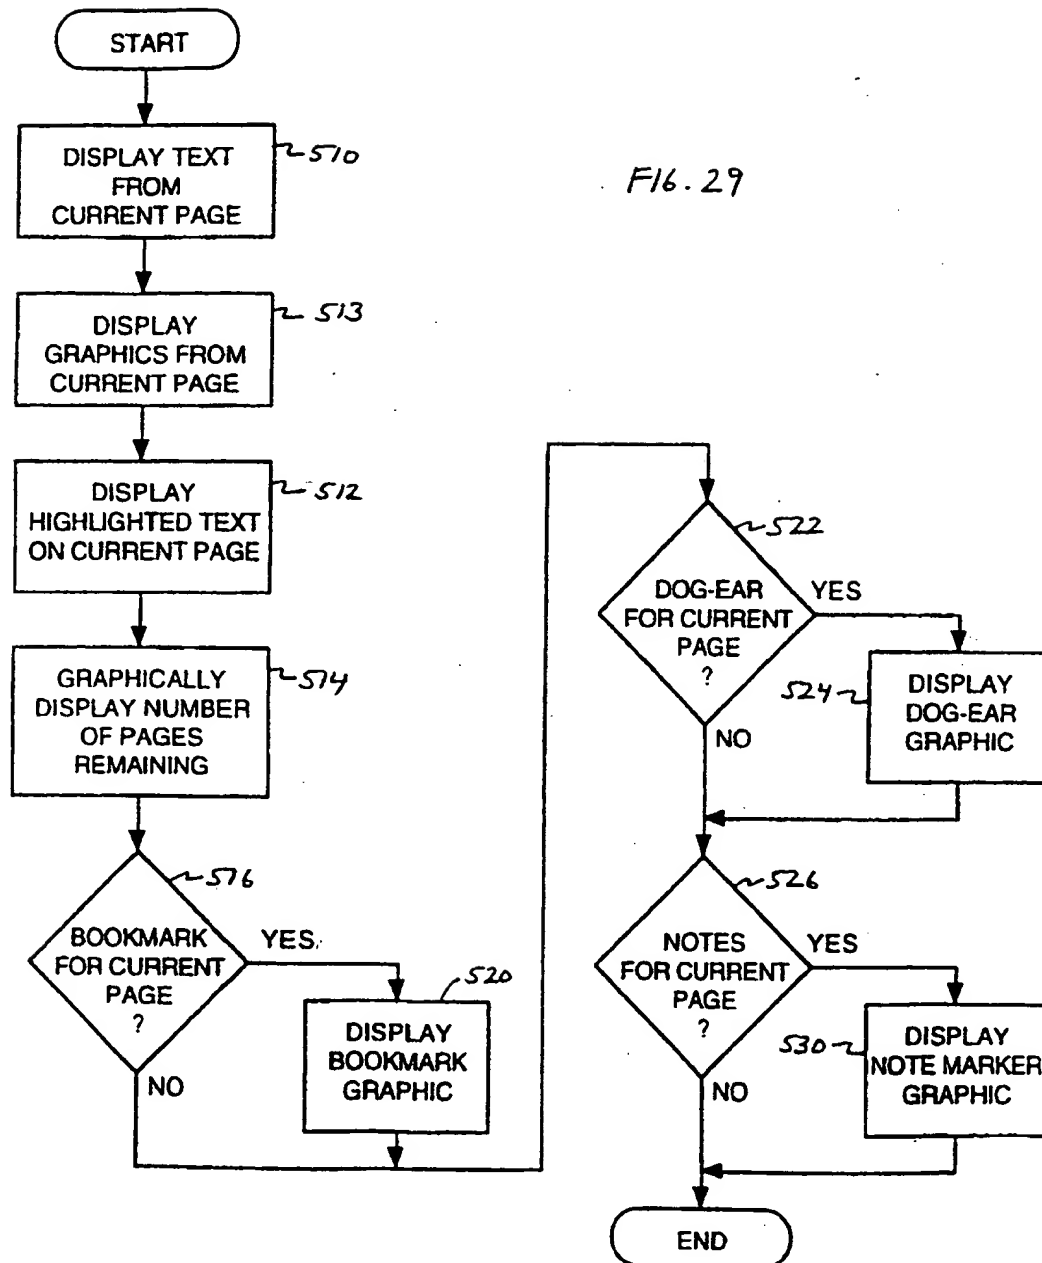 START
DISPLAY TEXT
FROM
CURRENT PAGE
510
DISPLAY
GRAPHICS FROM
CURRENT PAGE
513
DISPLAY
HIGHLIGHTED TEXT
ON CURRENT PAGE
512
GRAPHICALLY
DISPLAY NUMBER
OF PAGES
REMAINING
514
BOOKMARK
FOR CURRENT
PAGE
?
516
YES
NO
520
DISPLAY
BOOKMARK
GRAPHIC
FIG. 29
522
DOG-EAR
FOR CURRENT
PAGE
?
YES
NO
524
DISPLAY
DOG-EAR
GRAPHIC
526
NOTES
FOR CURRENT
PAGE
?
YES
NO
530
DISPLAY
NOTE MARKER
GRAPHIC
END